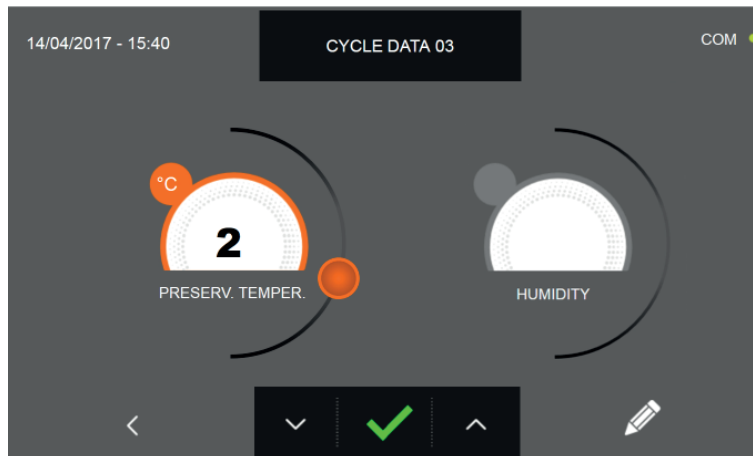 14/04/2017 - 15:40
CYCLE DATA 03
COM
°C
2
PRESERV. TEMPER.
HUMIDITY